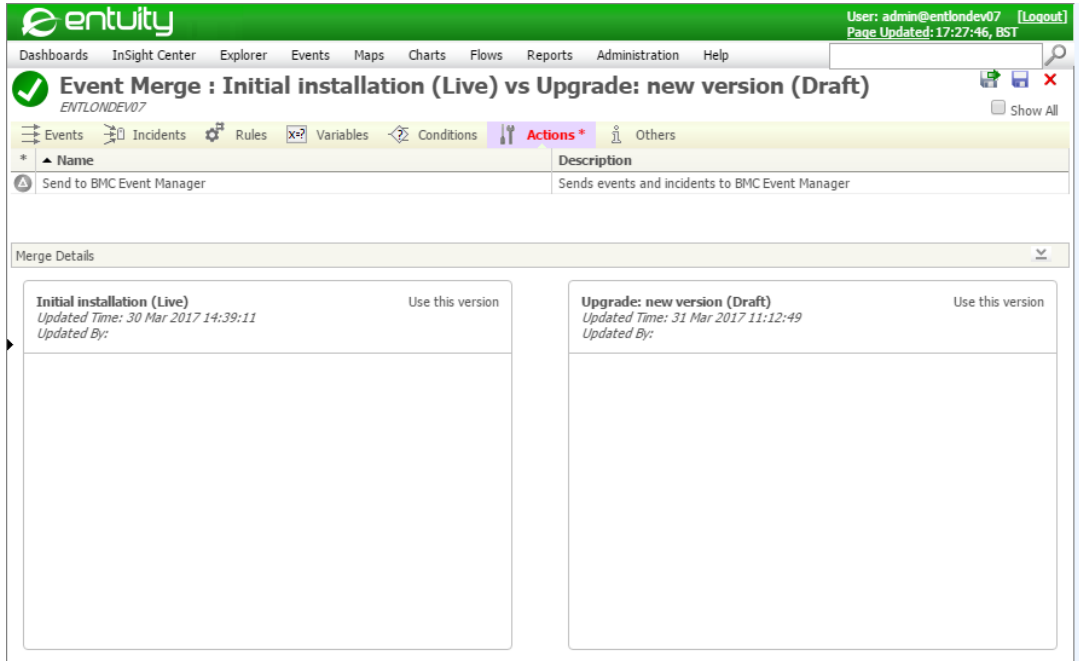 entuity
User: admin@entlondev07 [Logout]
Page Updated: 17:27:46, BST
Dashboards InSight Center Explorer Events Maps Charts Flows Reports Administration Help
Event Merge : Initial installation (Live) vs Upgrade: new version (Draft)
ENTLONDEV07
Show All
Events Incidents Rules x=? Variables Conditions Actions * Others
* Name Description
Send to BMC Event Manager Sends events and incidents to BMC Event Manager
Merge Details
Initial installation (Live) Use this version
Updated Time: 30 Mar 2017 14:39:11
Updated By:
Upgrade: new version (Draft) Use this version
Updated Time: 31 Mar 2017 11:12:49
Updated By: